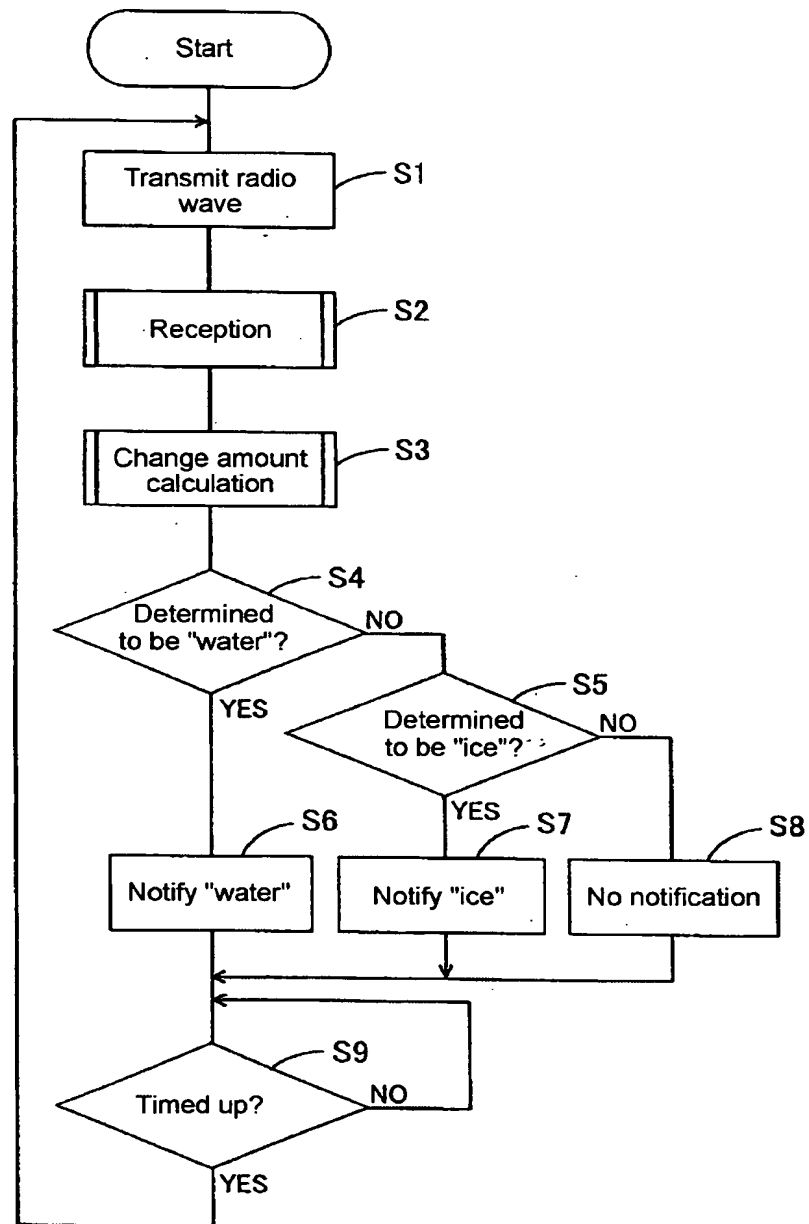 Start
Transmit radio
wave
S1
Reception
S2
Change amount
calculation
S3
S4
Determined
to be "water"?
NO
YES
S5
Determined
to be "ice"?
NO
YES
S6
Notify "water"
S7
Notify "ice"
S8
No notification
S9
Timed up?
NO
YES